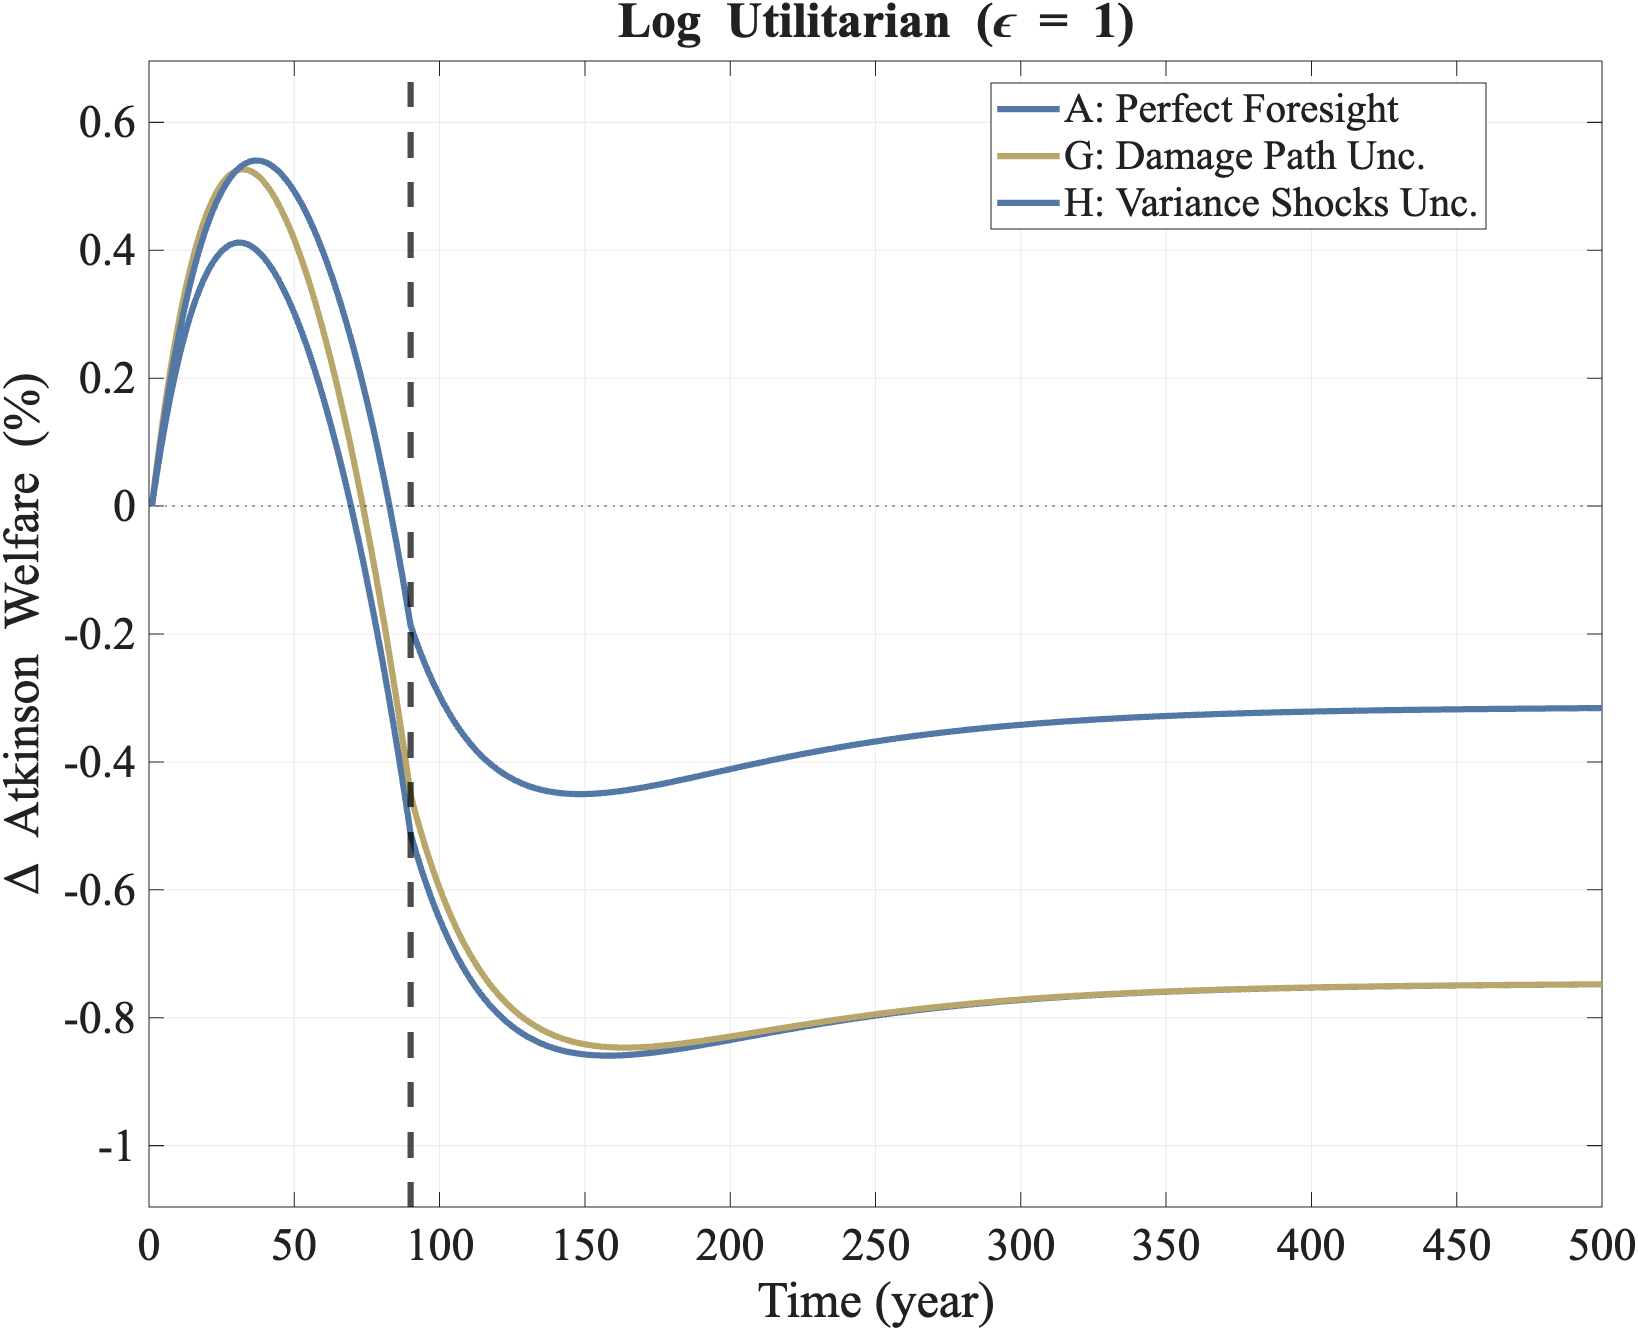 Log Utilitarian (ϵ = 1)
A: Perfect Foresight
G: Damage Path Unc.
H: Variance Shocks Unc.
Δ Atkinson Welfare (%)
0.6
0.4
0.2
0
-0.2
-0.4
-0.6
-0.8
-1
0 50 100 150 200 250 300 350 400 450 500
Time (year)